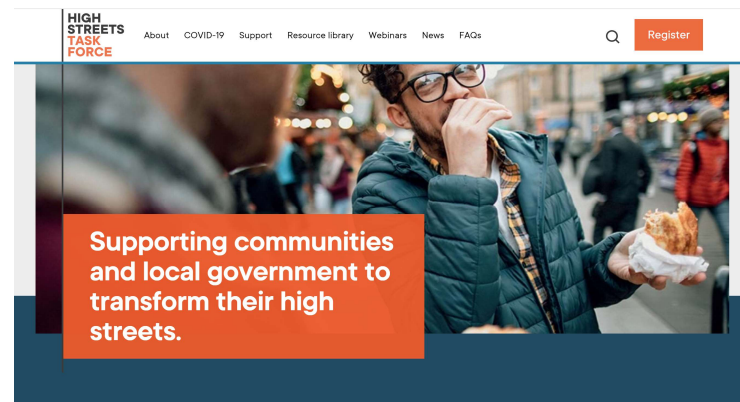 HIGH
STREETS
TASK
FORCE
About COVID-19 Support Resource library Webinars News FAQs
Register
Supporting communities
and local government to
transform their high
streets.